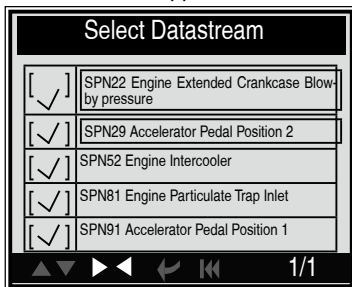 Select Datastream
SPN22 Engine Extended Crankcase Blow-
by pressure
SPN29 Accelerator Pedal Position 2
SPN52 Engine Intercooler
SPN81 Engine Particulate Trap Inlet
SPN91 Accelerator Pedal Position 1
1/1